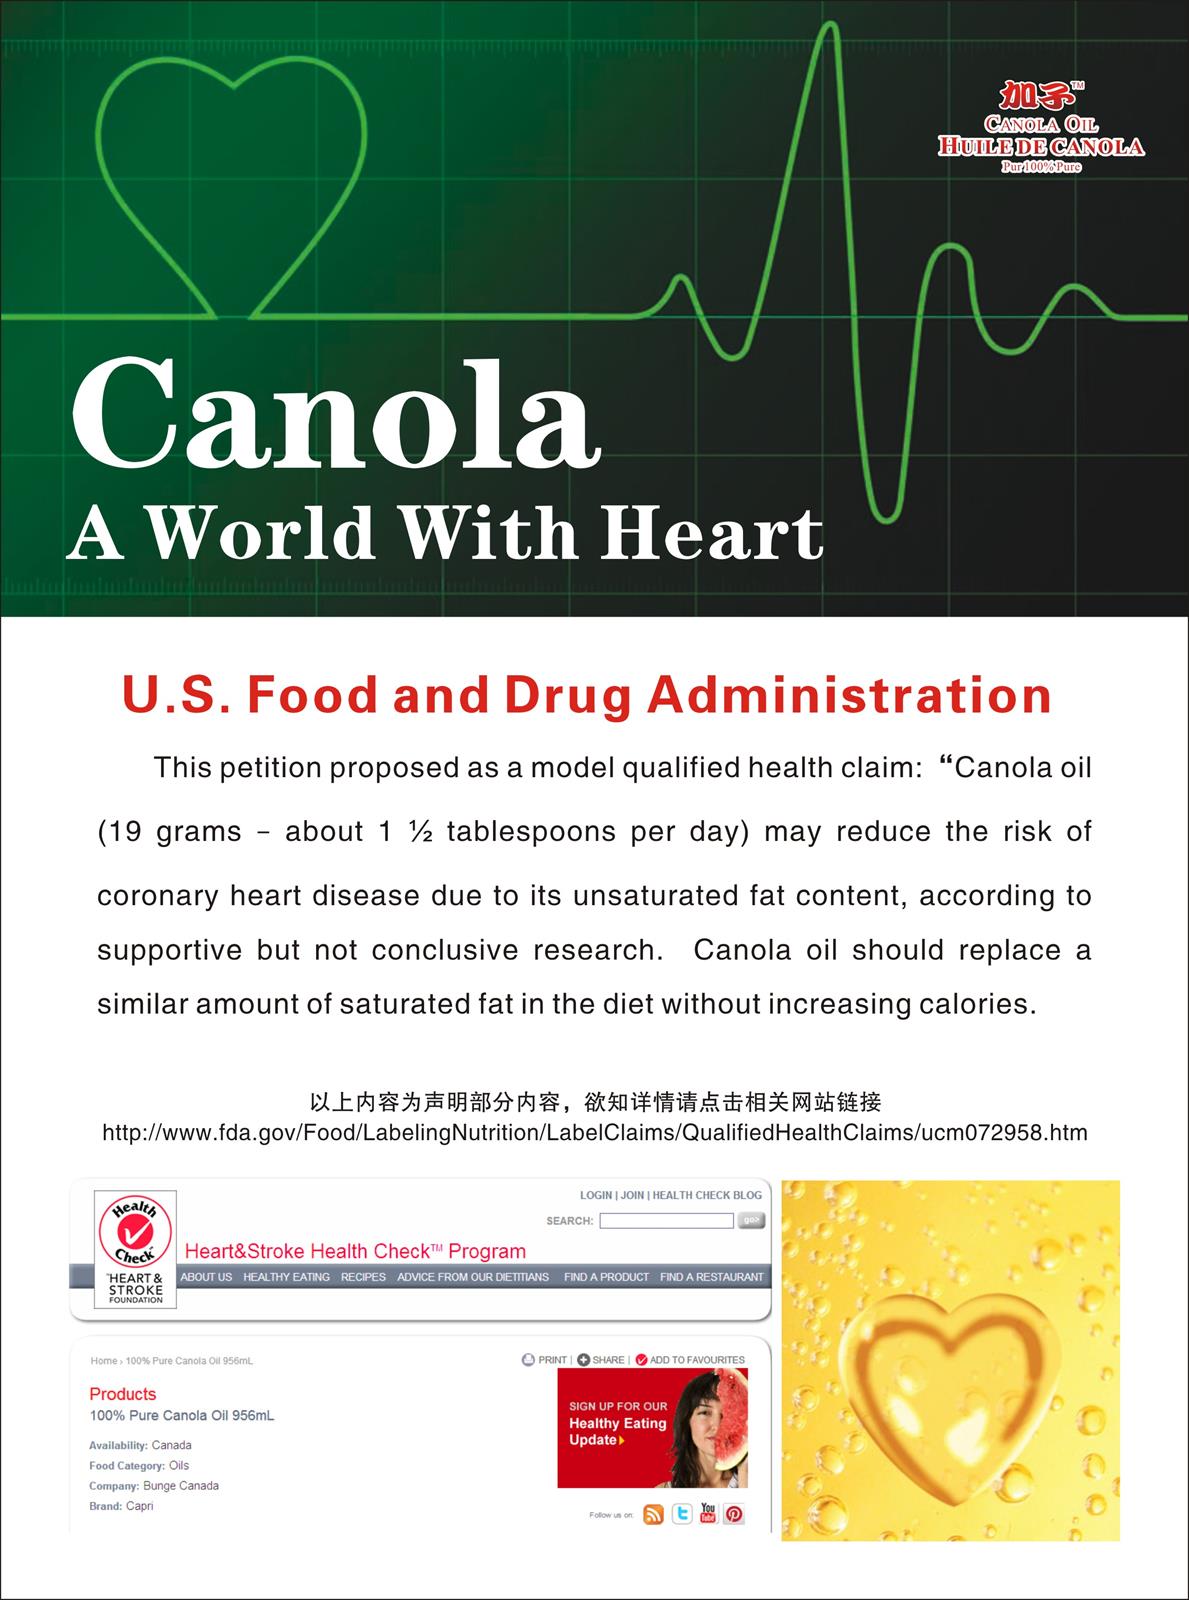 加子™
CANOLA OIL
HUILE DE CANOLA
Pur 100% Pure
Canola
A World With Heart
U.S. Food and Drug Administration
This petition proposed as a model qualified health claim: “Canola oil
(19 grams – about 1 ½ tablespoons per day) may reduce the risk of
coronary heart disease due to its unsaturated fat content, according to
supportive but not conclusive research. Canola oil should replace a
similar amount of saturated fat in the diet without increasing calories.
以上内容为声明部分内容，欲知详情请点击相关网站链接
http://www.fda.gov/Food/LabelingNutrition/LabelClaims/QualifiedHealthClaims/ucm072958.htm
LOGIN | JOIN | HEALTH CHECK BLOG
SEARCH: go>
Health
Check™
Heart&Stroke Health Check™ Program
™HEART &
STROKE
FOUNDATION
ABOUT US HEALTHY EATING RECIPES ADVICE FROM OUR DIETITIANS FIND A PRODUCT FIND A RESTAURANT
Home › 100% Pure Canola Oil 956mL
PRINT | SHARE | ADD TO FAVOURITES
Products
100% Pure Canola Oil 956mL
Availability: Canada
Food Category: Oils
Company: Bunge Canada
Brand: Capri
SIGN UP FOR OUR
Healthy Eating
Update
Follow us on:
You
Tube